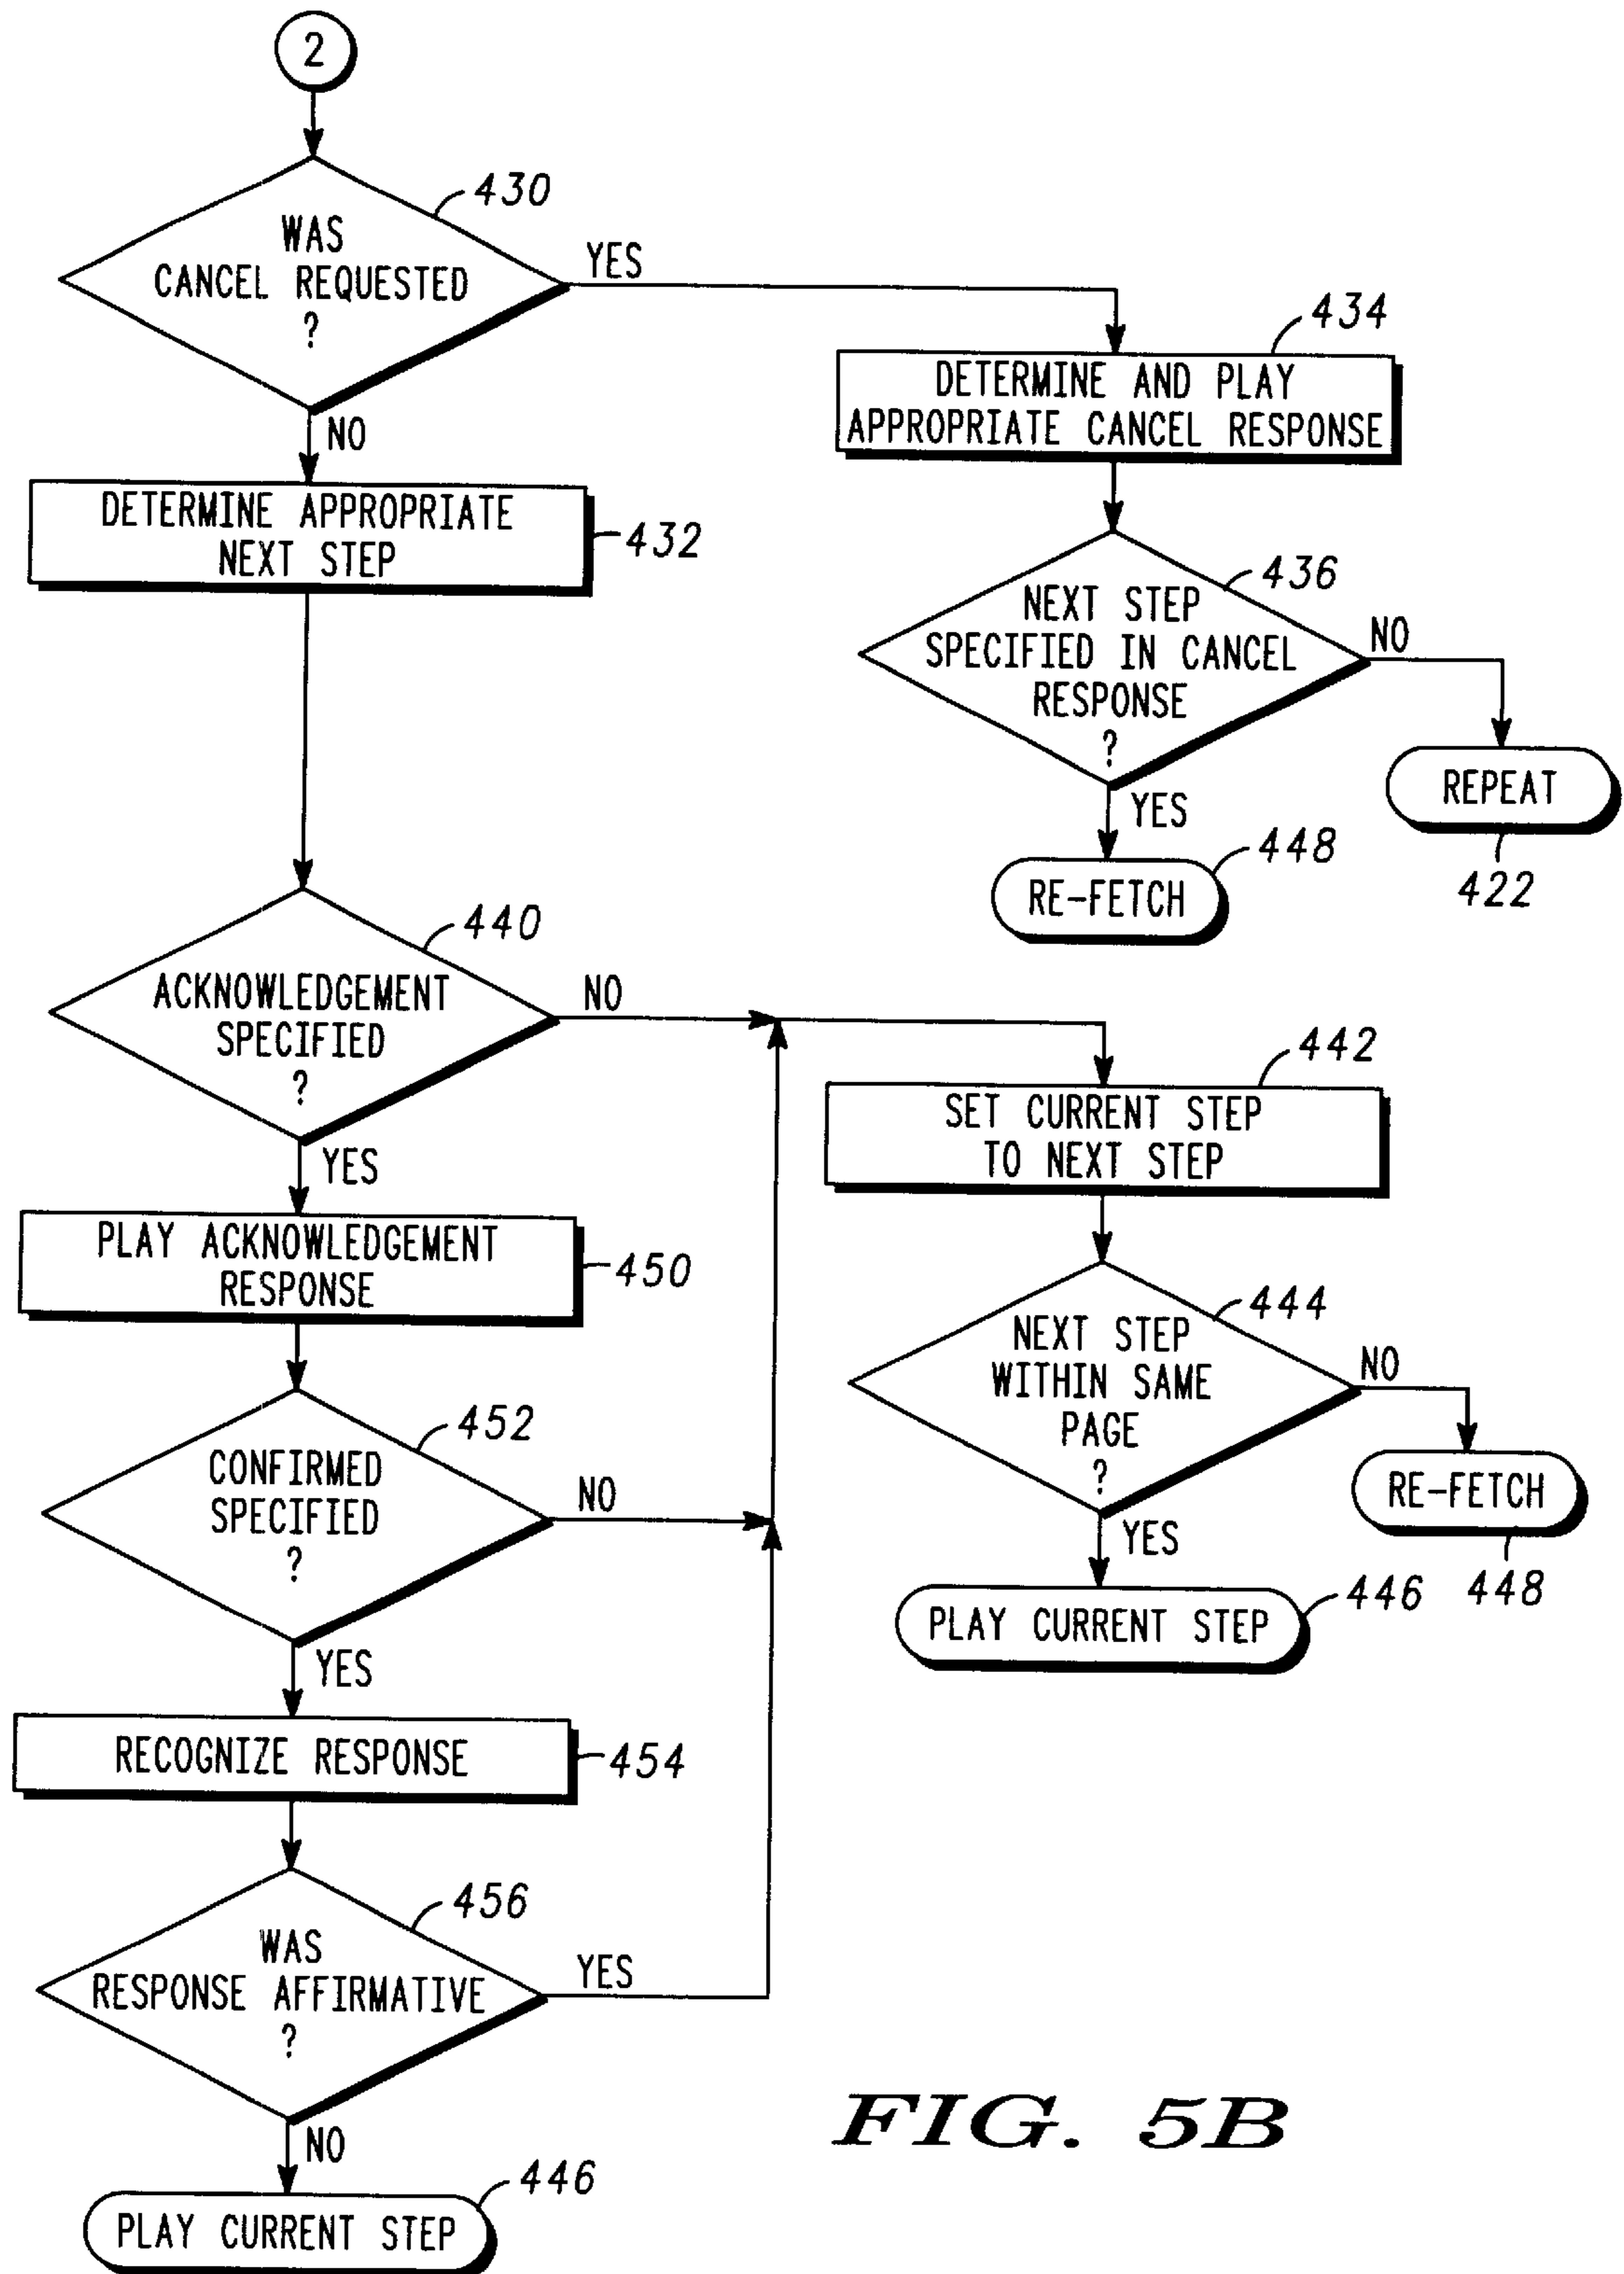 2
430
WAS
CANCEL REQUESTED
?
YES
NO
434
DETERMINE AND PLAY
APPROPRIATE CANCEL RESPONSE
DETERMINE APPROPRIATE
NEXT STEP
432
436
NEXT STEP
SPECIFIED IN CANCEL
RESPONSE
?
NO
REPEAT
422
YES
448
RE-FETCH
440
ACKNOWLEDGEMENT
SPECIFIED
?
NO
YES
442
SET CURRENT STEP
TO NEXT STEP
PLAY ACKNOWLEDGEMENT
RESPONSE
450
444
NEXT STEP
WITHIN SAME
PAGE
?
NO
RE-FETCH
448
YES
446
PLAY CURRENT STEP
452
CONFIRMED
SPECIFIED
?
NO
YES
RECOGNIZE RESPONSE
454
456
WAS
RESPONSE AFFIRMATIVE
?
YES
NO
446
PLAY CURRENT STEP
FIG. 5B